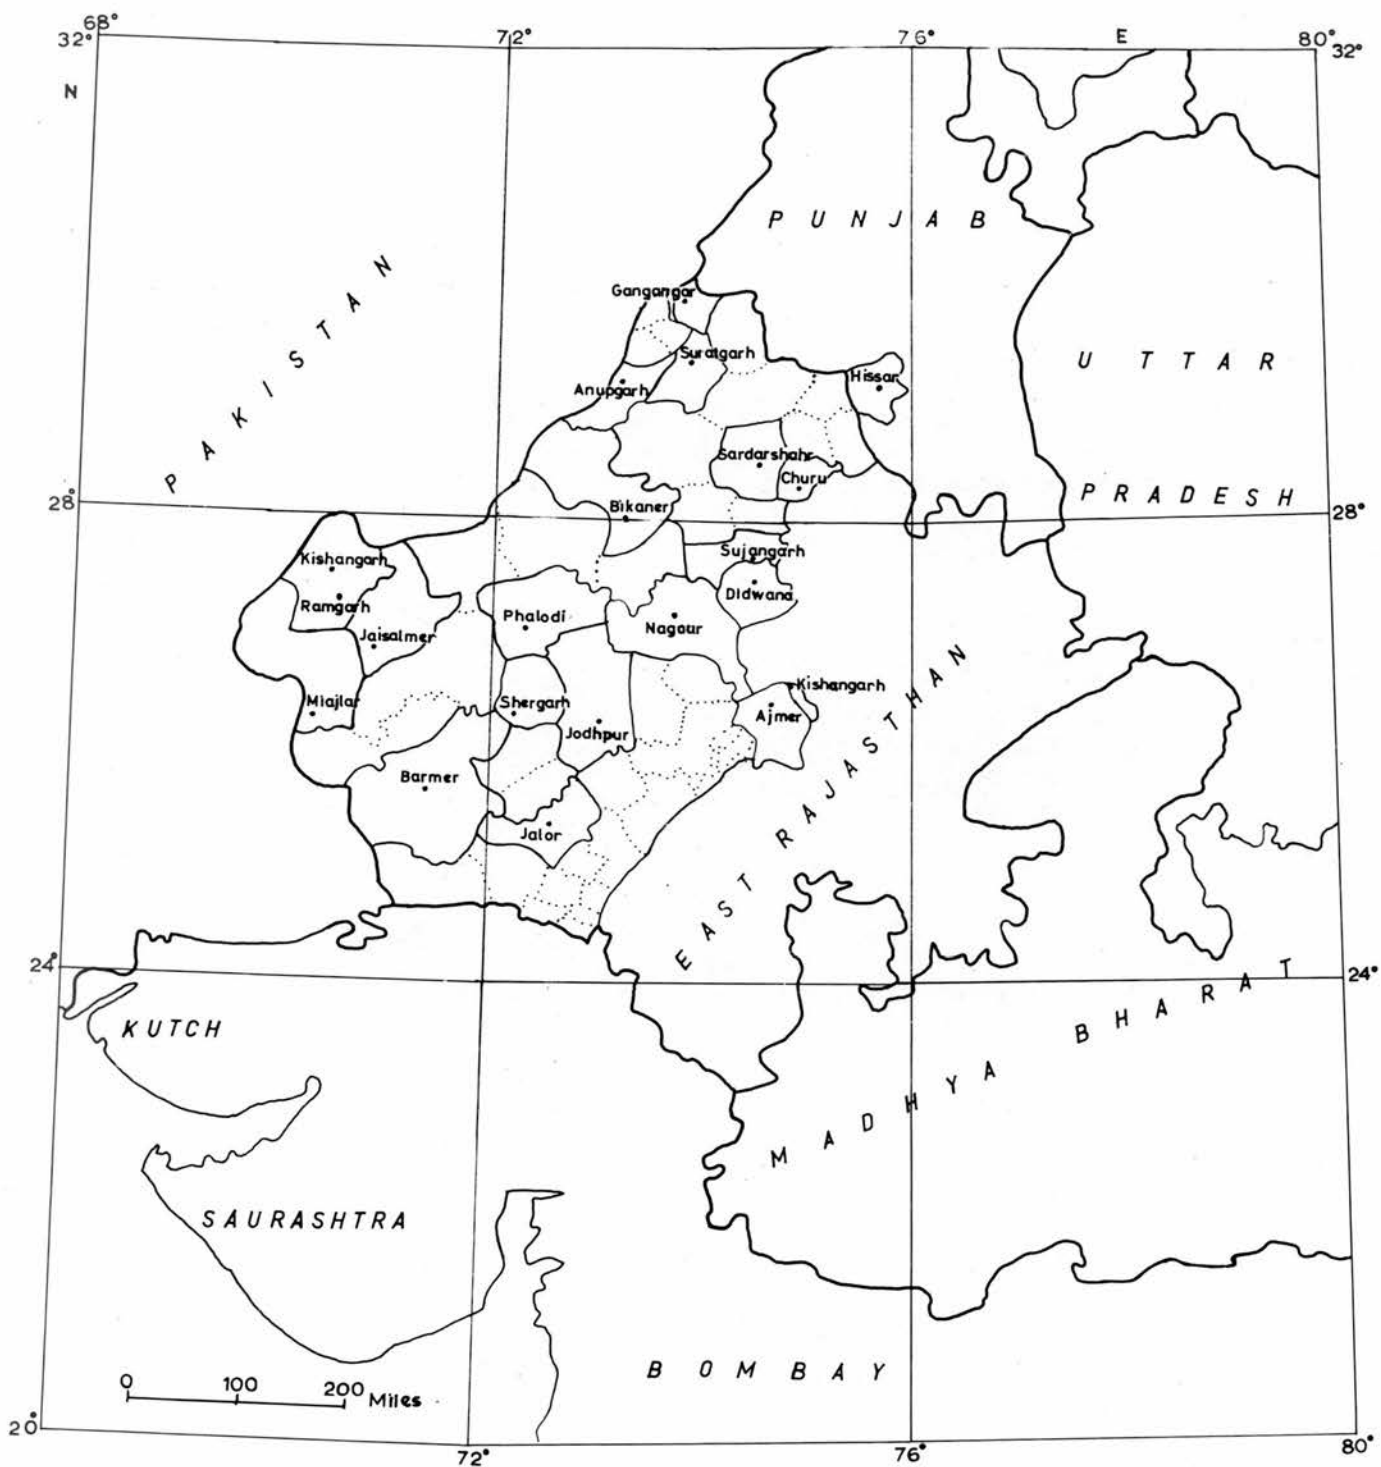 68° 72° 76° E 80°
32° 32°
N
PUNJAB
PAKISTAN
Gangangar
Suratgarh
UTTAR
Anupgarh
Hissar
Sardarshahr
Churu
PRADESH
28° 28°
Bikaner
Sujangarh
Kishangarh
Didwana
Ramgarh
Phalodi
Nagaur
Jaisalmer
Kishangarh
Miajlar
Shergarh
Ajmer
Jodhpur
EAST RAJASTHAN
Barmer
Jalor
24° 24°
KUTCH
MADHYA BHARAT
SAURASHTRA
BOMBAY
0 100 200 Miles
20°
72° 76° 80°